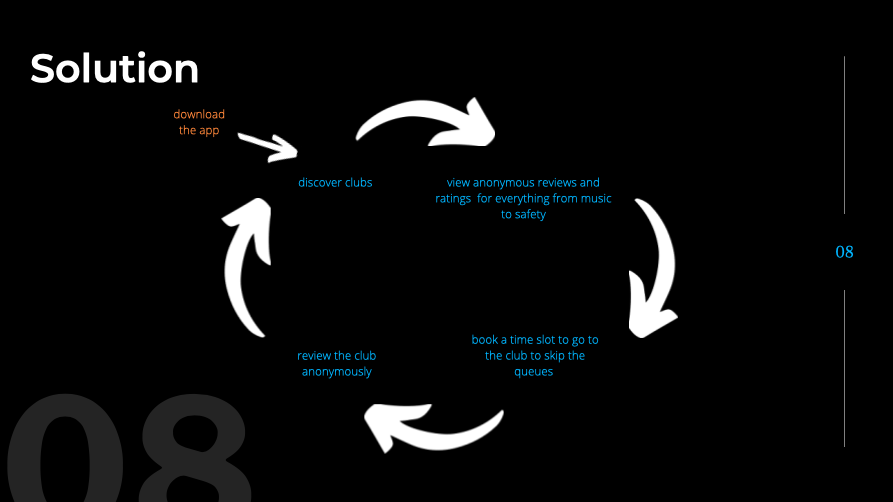 Solution
download
the app
discover clubs
view anonymous reviews and
ratings  for everything from music
to safety
08
book a time slot to go to
the club to skip the
queues
review the club
anonymously
08